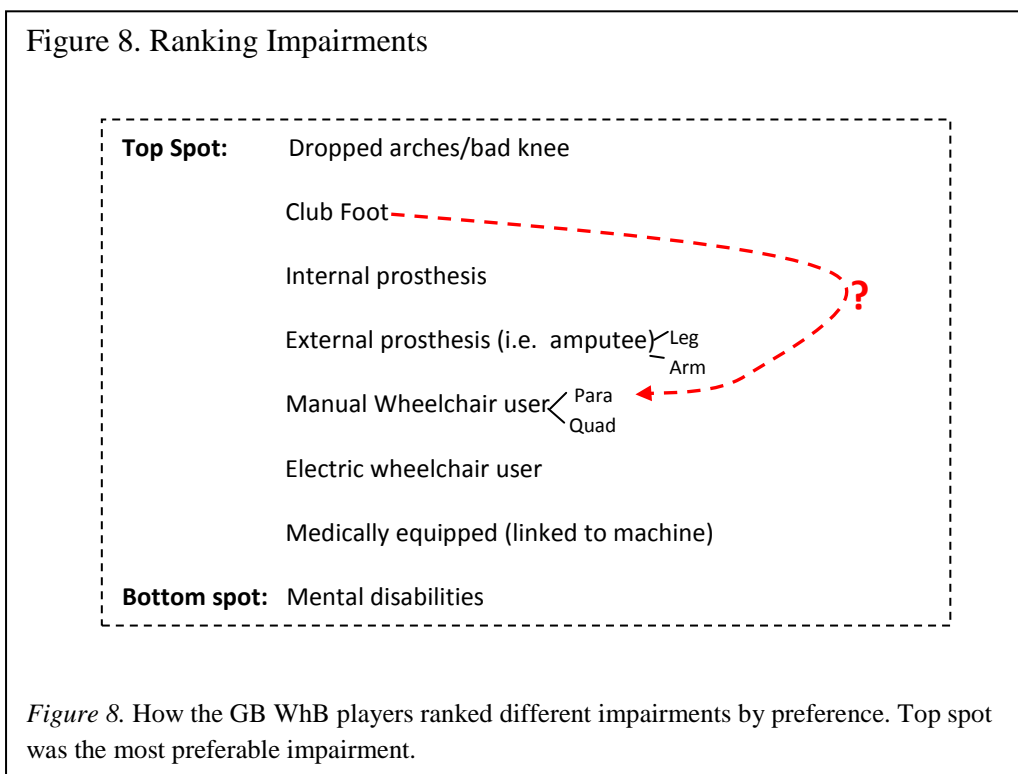 Figure 8. Ranking Impairments
Top Spot: Dropped arches/bad knee
Club Foot
?
Internal prosthesis
External prosthesis (i.e. amputee) Leg
Arm
Manual Wheelchair user Para
Quad
Electric wheelchair user
Medically equipped (linked to machine)
Bottom spot: Mental disabilities
Figure 8. How the GB WhB players ranked different impairments by preference. Top spot
was the most preferable impairment.